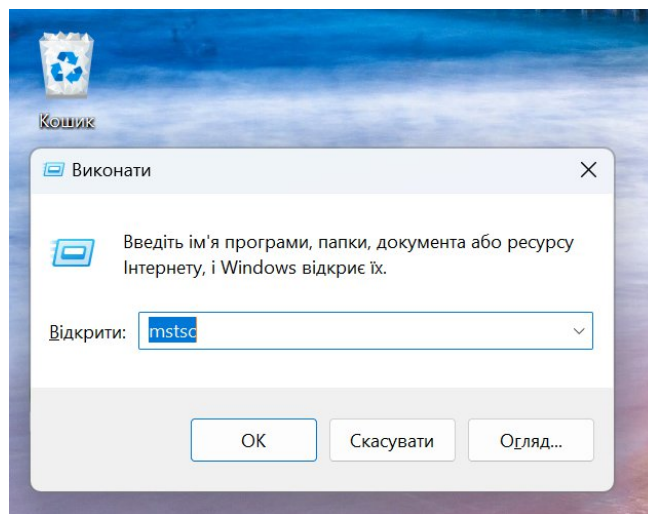 Кошик
Виконати
Введіть ім'я програми, папки, документа або ресурсу
Інтернету, і Windows відкриє їх.
Відкрити: mstsc
OK Скасувати Огляд...